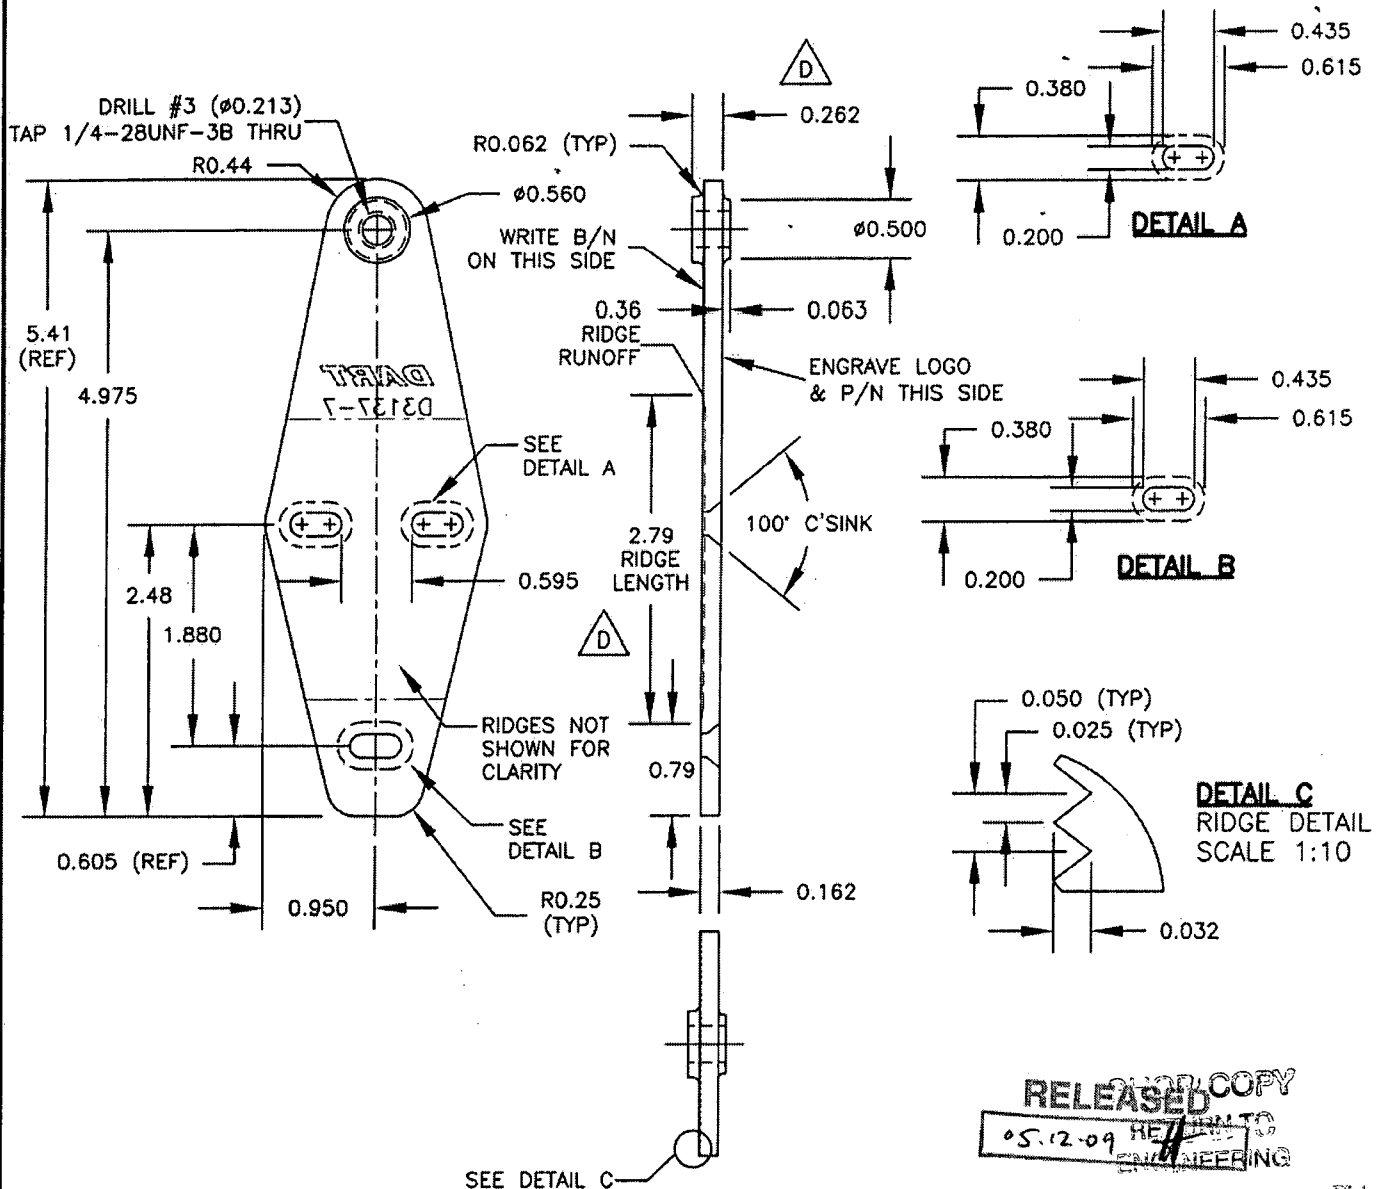 DRILL #3 (ø0.213)
TAP 1/4-28UNF-3B THRU
R0.44
ø0.560
5.41
(REF)
4.975
DART
D3137-7
SEE
DETAIL A
2.48
1.880
0.595
RIDGES NOT
SHOWN FOR
CLARITY
0.605 (REF)
SEE
DETAIL B
0.950
R0.25
(TYP)
D
0.262
R0.062 (TYP)
WRITE B/N
ON THIS SIDE
ø0.500
0.36
RIDGE
RUNOFF
0.063
ENGRAVE LOGO
& P/N THIS SIDE
2.79
RIDGE
LENGTH
100° C'SINK
D
0.79
0.162
SEE DETAIL C
0.435
0.615
0.380
0.200
DETAIL A
0.435
0.615
0.380
0.200
DETAIL B
0.050 (TYP)
0.025 (TYP)
DETAIL C
RIDGE DETAIL
SCALE 1:10
0.032
SHOP COPY
RELEASED
RETURN TO
05.12.09
ENGINEERING